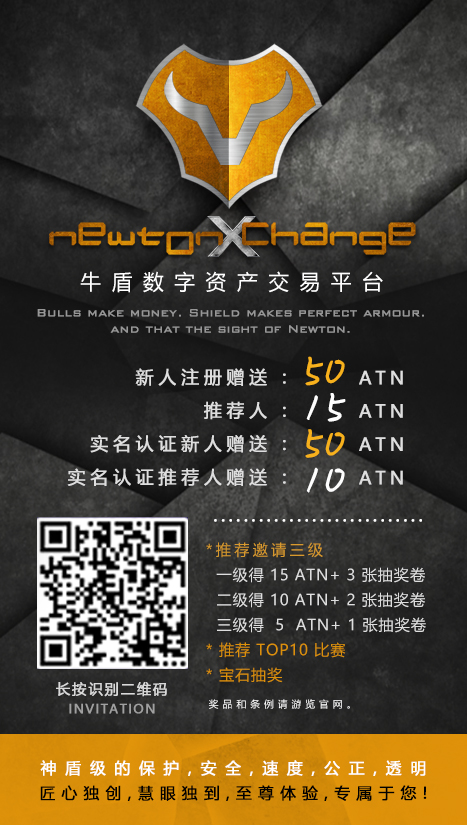 newtonXchange
牛盾数字资产交易平台
Bulls make money. Shield makes perfect armour.
and that the sight of Newton.
新人注册赠送 : 50 ATN
推荐人 : 15 ATN
实名认证新人赠送 : 50 ATN
实名认证推荐人赠送 : 10 ATN
*推荐邀请三级
一级得 15 ATN+ 3 张抽奖卷
二级得 10 ATN+ 2 张抽奖卷
三级得 5 ATN+ 1 张抽奖卷
* 推荐 TOP10 比赛
* 宝石抽奖
奖品和条例请游览官网。
长按识别二维码
INVITATION
神盾级的保护,安全,速度,公正,透明
匠心独创,慧眼独到,至尊体验,专属于您!